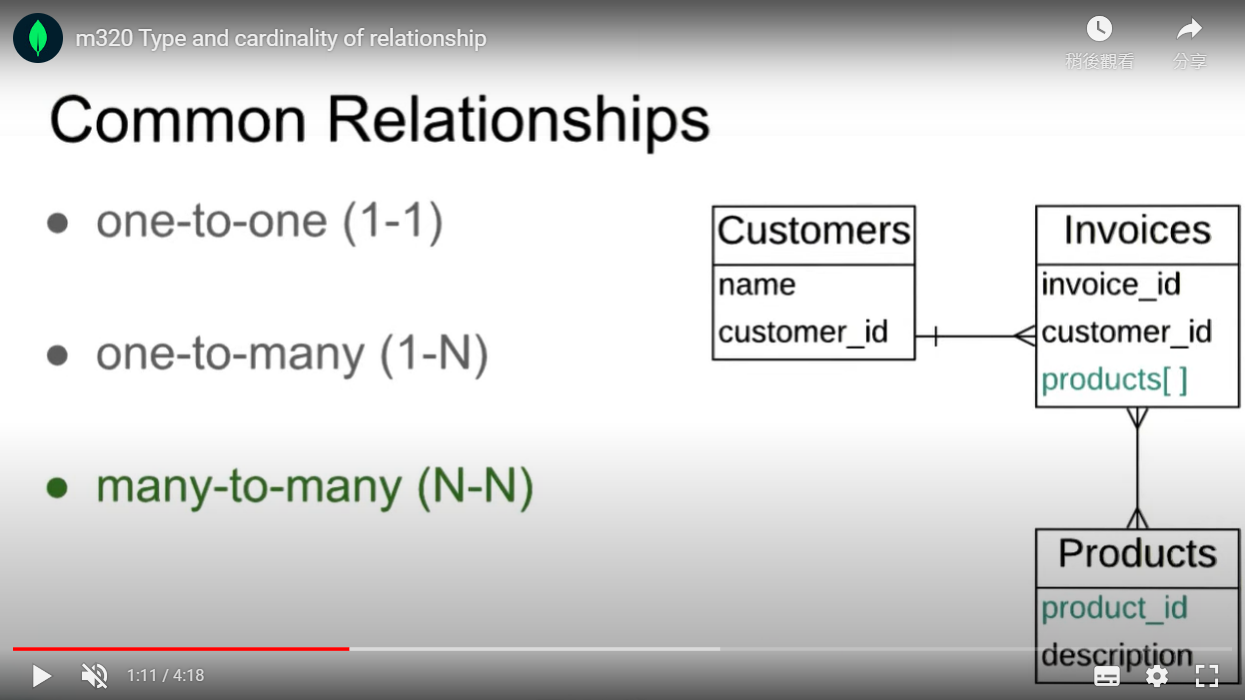 m320 Type and cardinality of relationship
稍後觀看
分享
Common Relationships
● one-to-one (1-1)
● one-to-many (1-N)
● many-to-many (N-N)
Customers
name
customer_id
Invoices
invoice_id
customer_id
products[ ]
Products
product_id
description
1:11 / 4:18